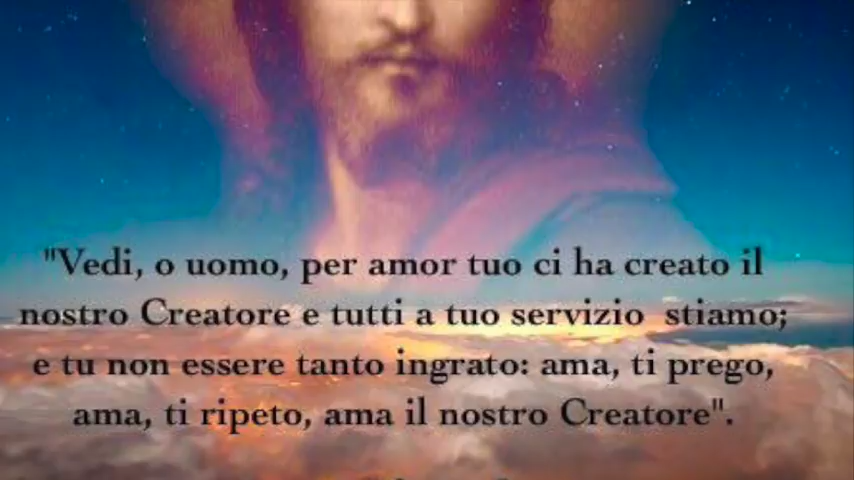 "Vedi, o uomo, per amor tuo ci ha creato il
nostro Creatore e tutti a tuo servizio stiamo;
e tu non essere tanto ingrato: ama, ti prego,
ama, ti ripeto, ama il nostro Creatore".